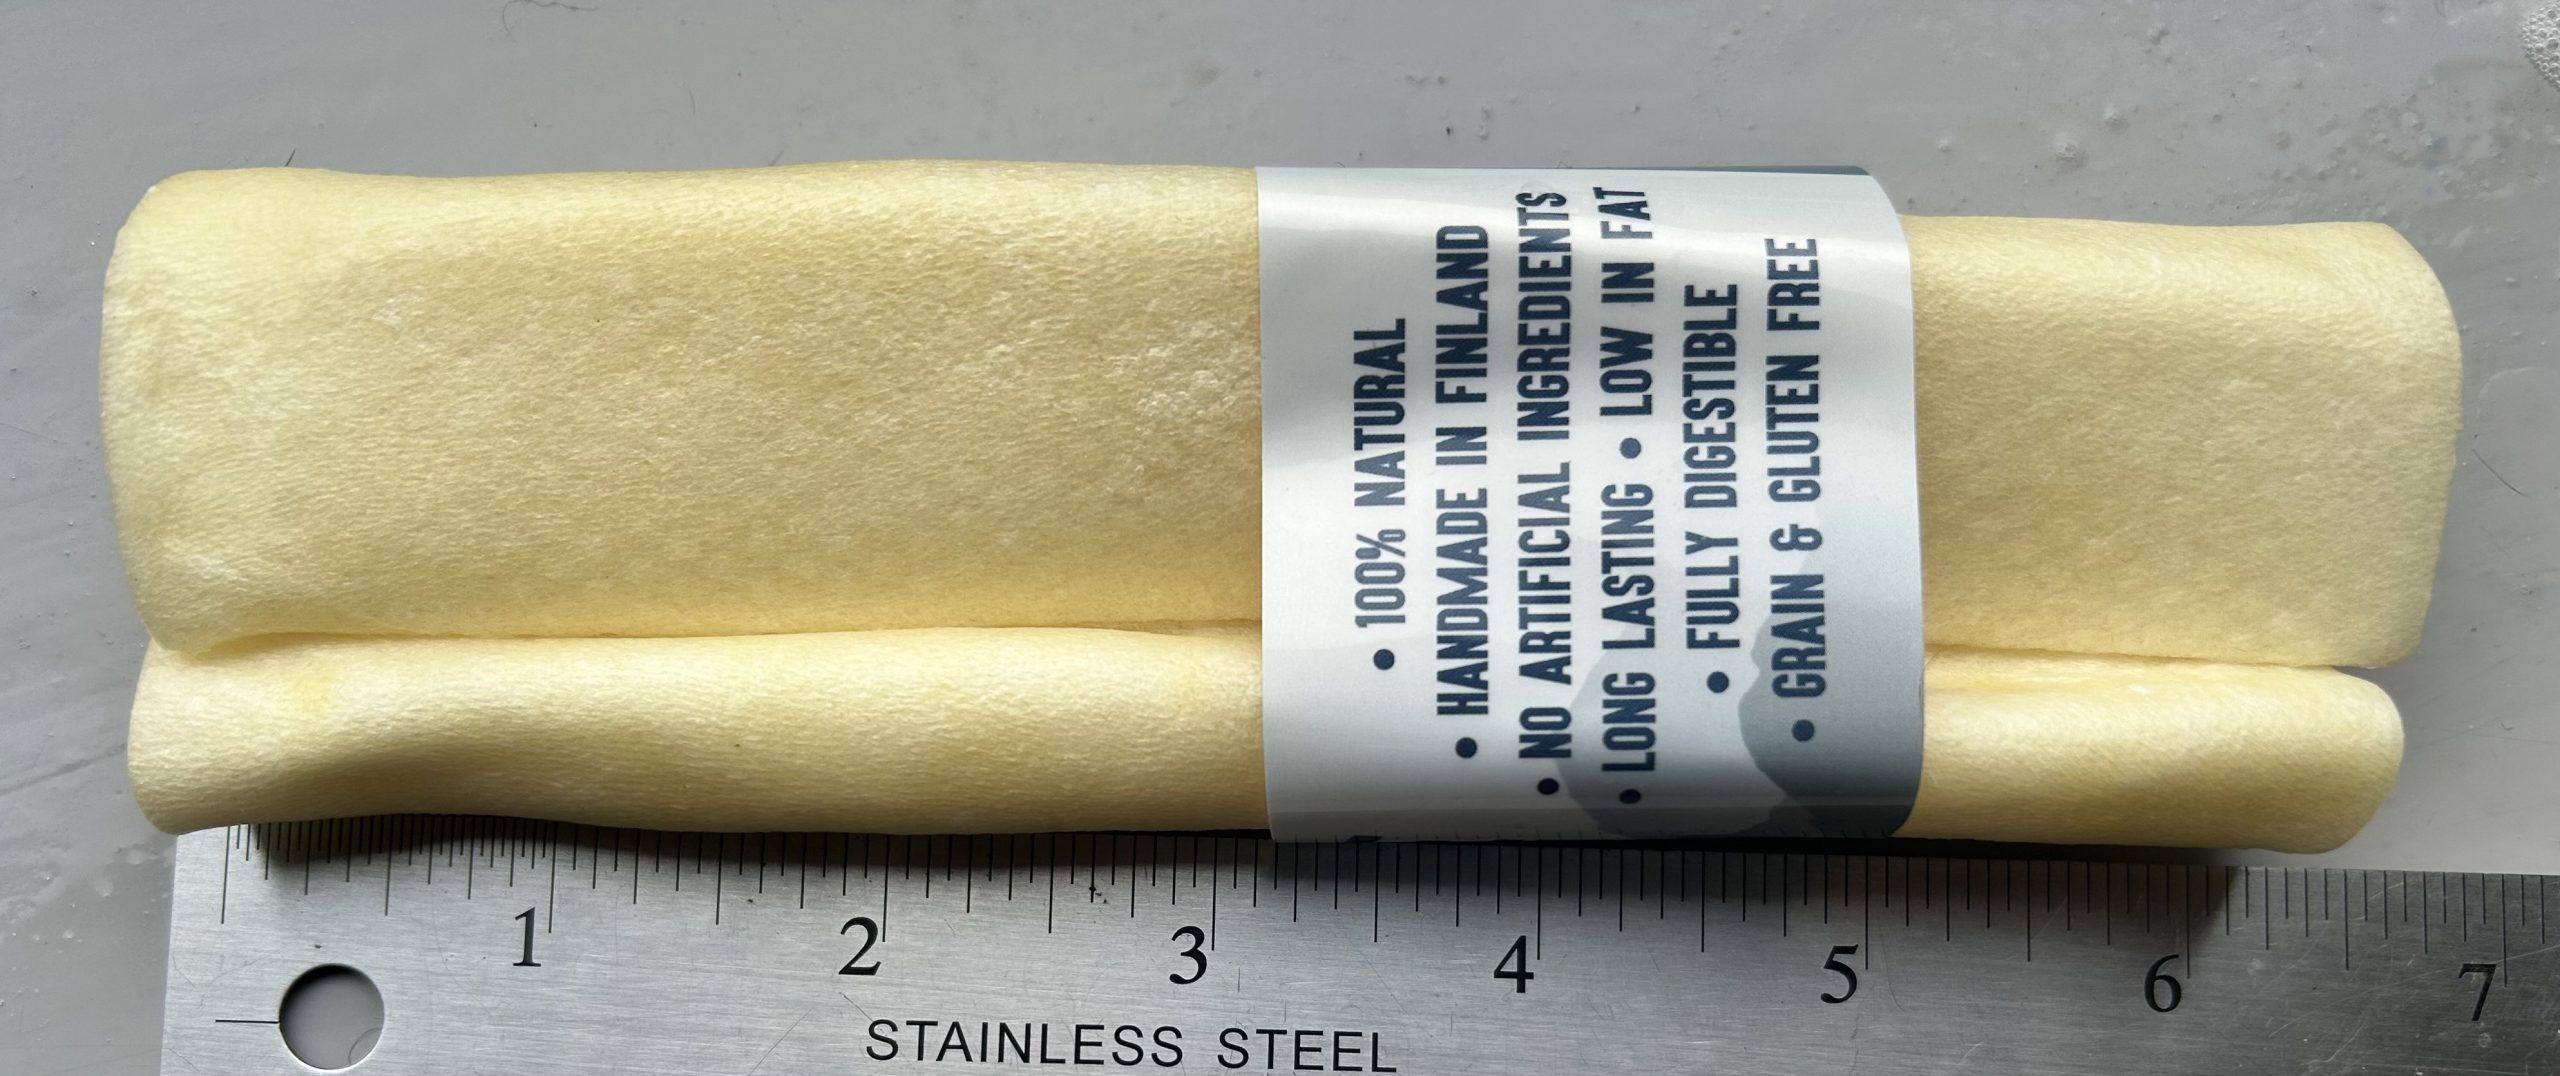 • 100% NATURAL
• HANDMADE IN FINLAND
• NO ARTIFICIAL INGREDIENTS
• LONG LASTING • LOW IN FAT
• FULLY DIGESTIBLE
• GRAIN & GLUTEN FREE
1 2 3 4 5 6 7
STAINLESS STEEL